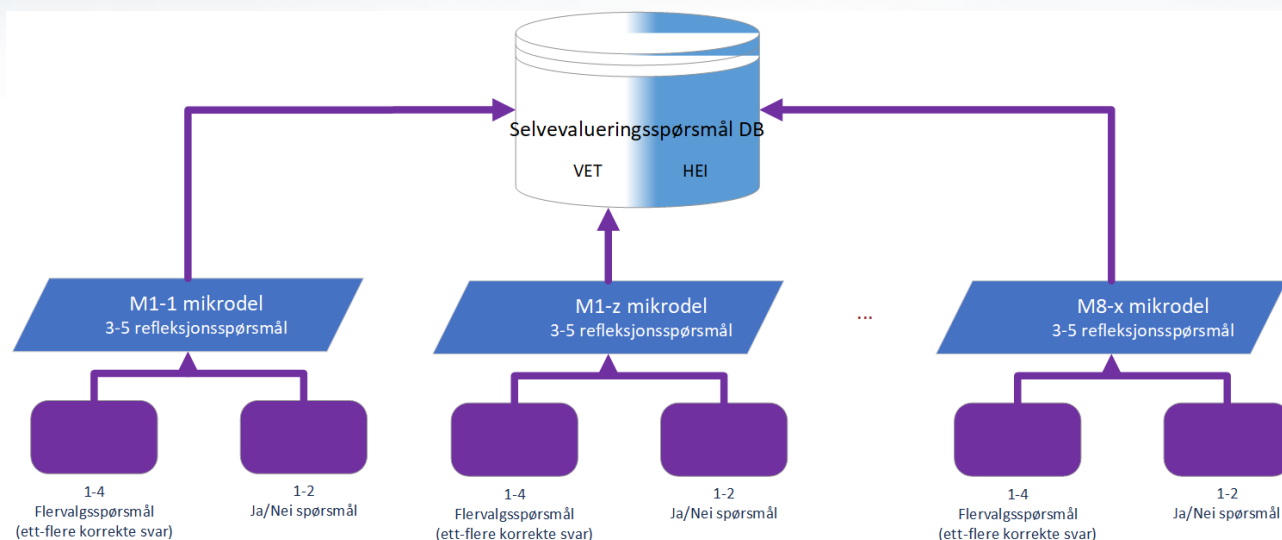 Selvevalueringsspørsmål DB
VET
HEI
M1-1 mikrodel
3-5 refleksjonsspørsmål
M1-z mikrodel
3-5 refleksjonsspørsmål
...
M8-x mikrodel
3-5 refleksjonsspørsmål
1-4
Flervalgsspørsmål
(ett-flere korrekte svar)
1-2
Ja/Nei spørsmål
1-4
Flervalgsspørsmål
(ett-flere korrekte svar)
1-2
Ja/Nei spørsmål
1-4
Flervalgsspørsmål
(ett-flere korrekte svar)
1-2
Ja/Nei spørsmål